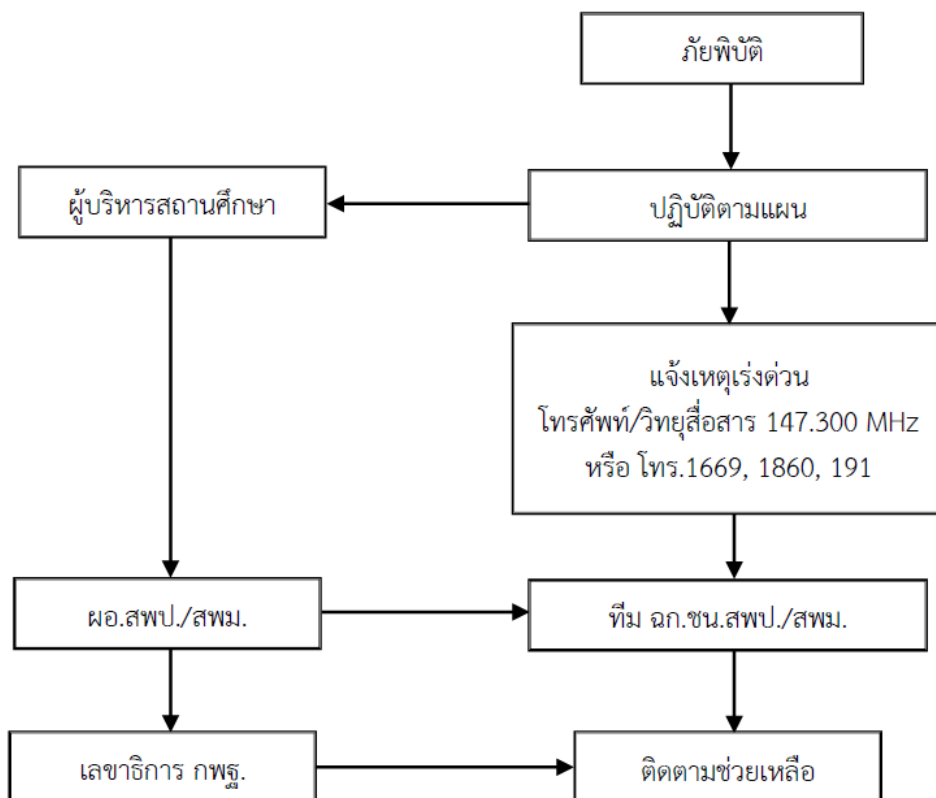 ภัยพิบัติ
ผู้บริหารสถานศึกษา
ปฏิบัติตามแผน
แจ้งเหตุเร่งด่วน
โทรศัพท์/วิทยุสื่อสาร 147.300 MHz
หรือ โทร.1669, 1860, 191
ผอ.สพป./สพม.
ทีม ฉก.ชน.สพป./สพม.
เลขาธิการ กพฐ.
ติดตามช่วยเหลือ